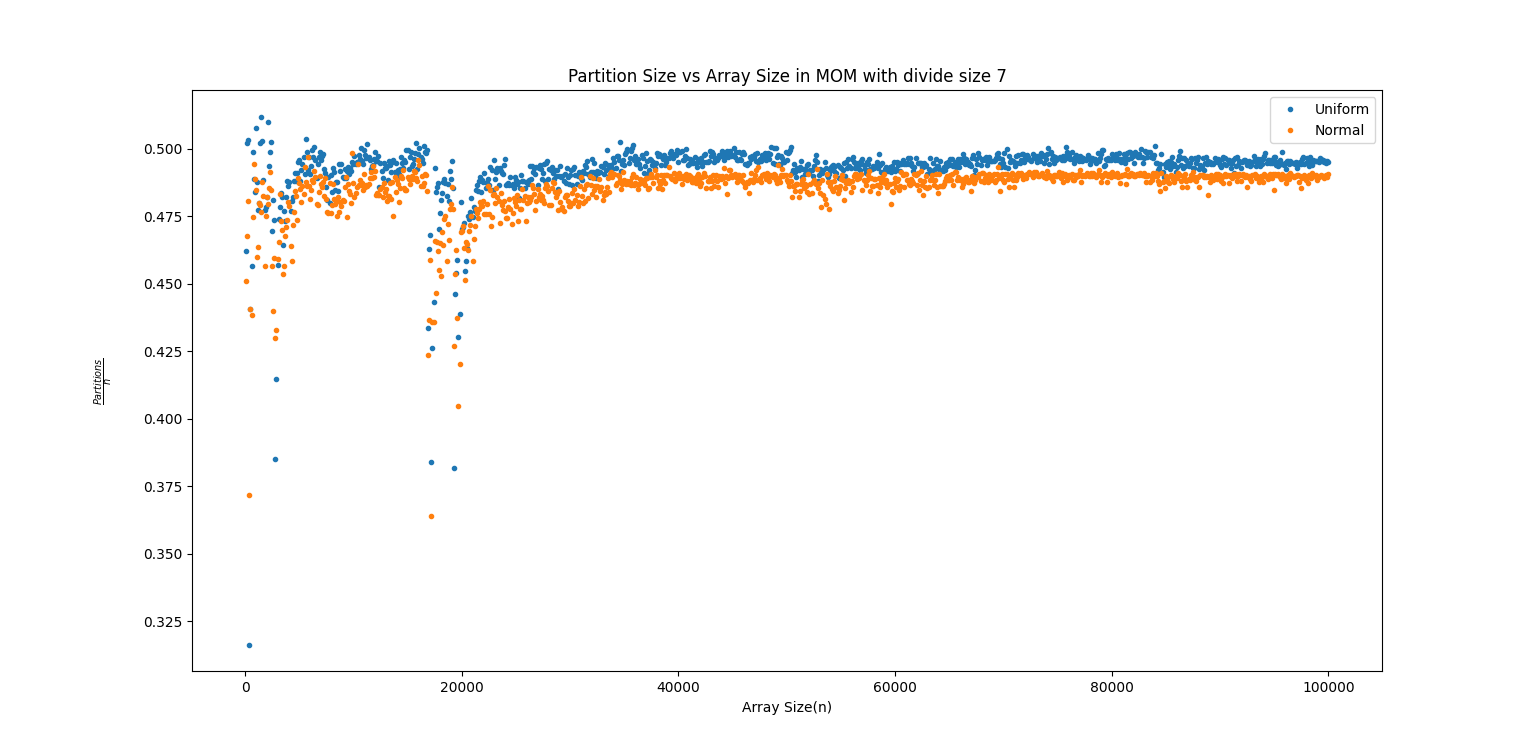 Partition Size vs Array Size in MOM with divide size 7
Uniform
Normal
0.500
0.475
0.450
0.425
0.400
0.375
0.350
0.325
Partitions
n
0 20000 40000 60000 80000 100000
Array Size(n)